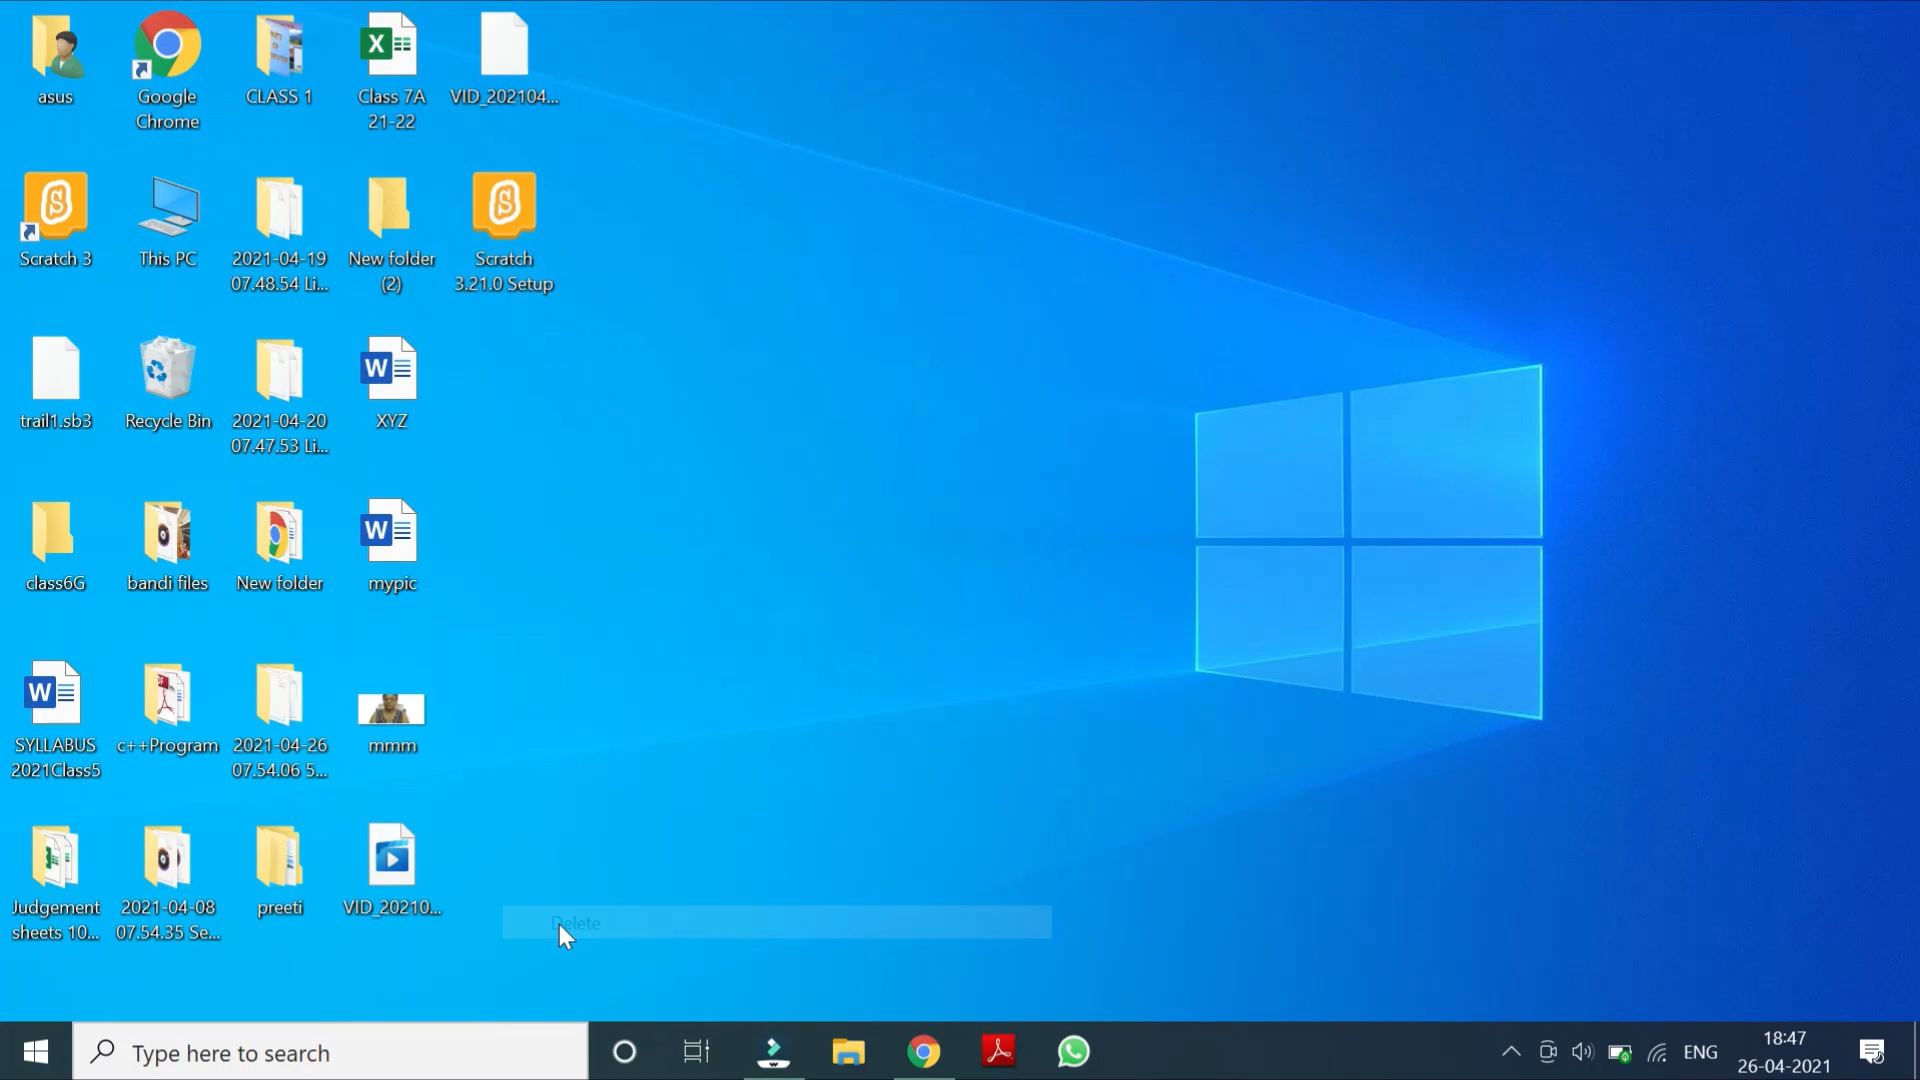 asus
Google
Chrome
CLASS 1
Class 7A
21-22
VID_202104...
Scratch 3
This PC
2021-04-19
07.48.54 Li...
New folder
(2)
Scratch
3.21.0 Setup
trail1.sb3
Recycle Bin
2021-04-20
07.47.53 Li...
XYZ
class6G
bandi files
New folder
mypic
SYLLABUS
2021Class5
c++Program
2021-04-26
07.54.06 5...
mmm
Judgement
sheets 10...
2021-04-08
07.54.35 Se...
preeti
VID_20210...
Delete
Type here to search
ENG
18:47
26-04-2021